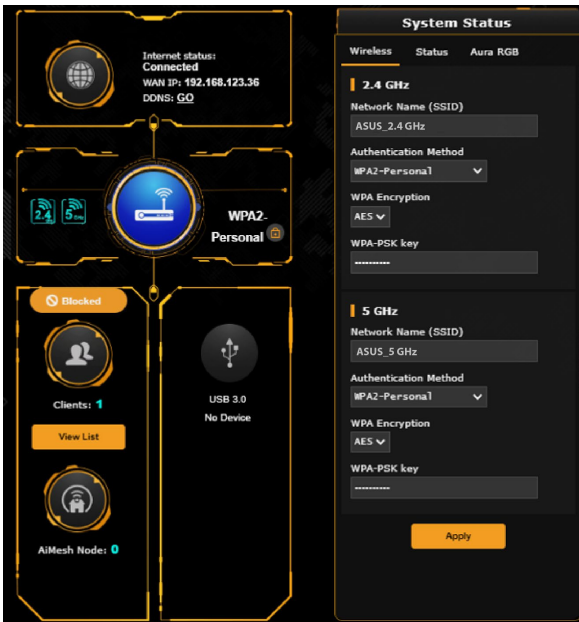 Internet status:
Connected
WAN IP: 192.168.123.36
DDNS: GO
2.4
5
WPA2-
Personal
Blocked
Clients: 1
View List
AiMesh Node: 0
USB 3.0
No Device
System Status
Wireless Status Aura RGB
2.4 GHz
Network Name (SSID)
ASUS_2.4 GHz
Authentication Method
WPA2-Personal
WPA Encryption
AES
WPA-PSK key
----------
5 GHz
Network Name (SSID)
ASUS_5 GHz
Authentication Method
WPA2-Personal
WPA Encryption
AES
WPA-PSK key
----------
Apply